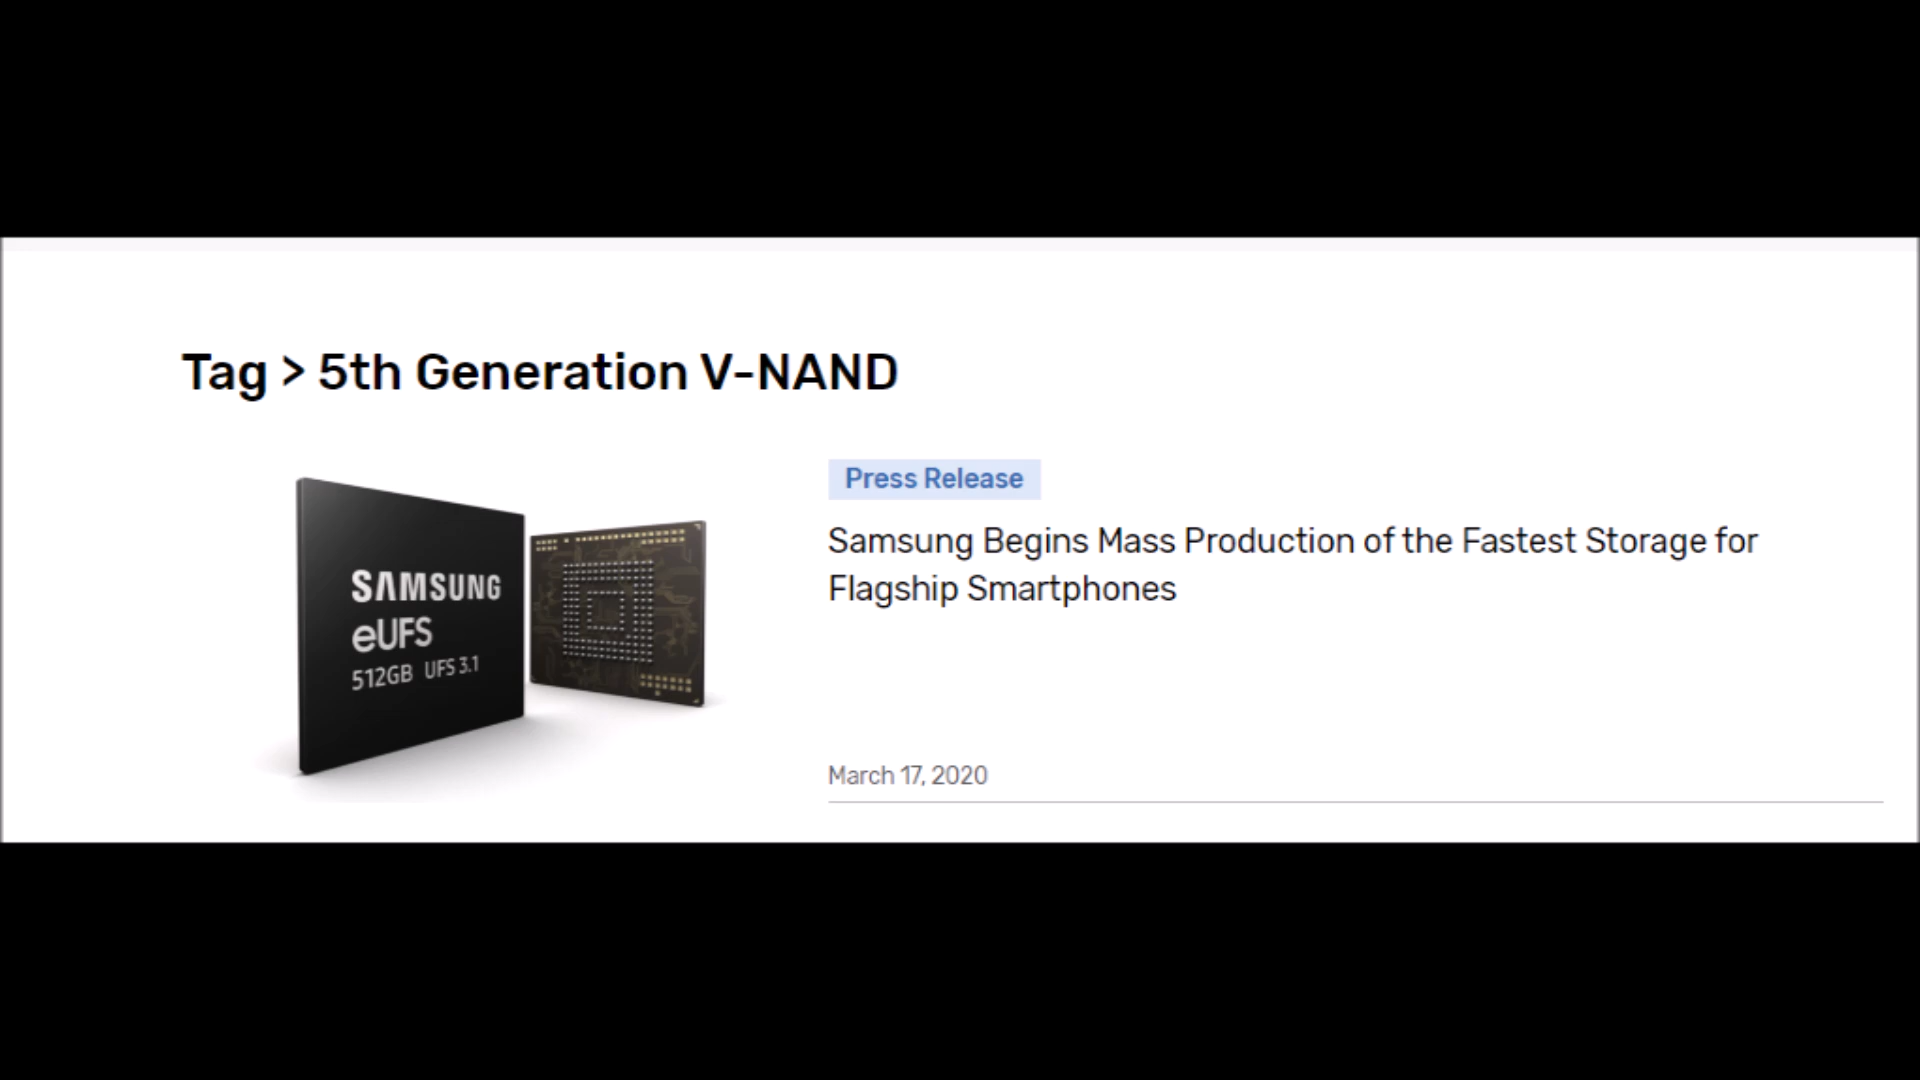 Tag > 5th Generation V-NAND
Press Release
Samsung Begins Mass Production of the Fastest Storage for
Flagship Smartphones
SAMSUNG
eUFS
512GB UFS 3.1
March 17, 2020